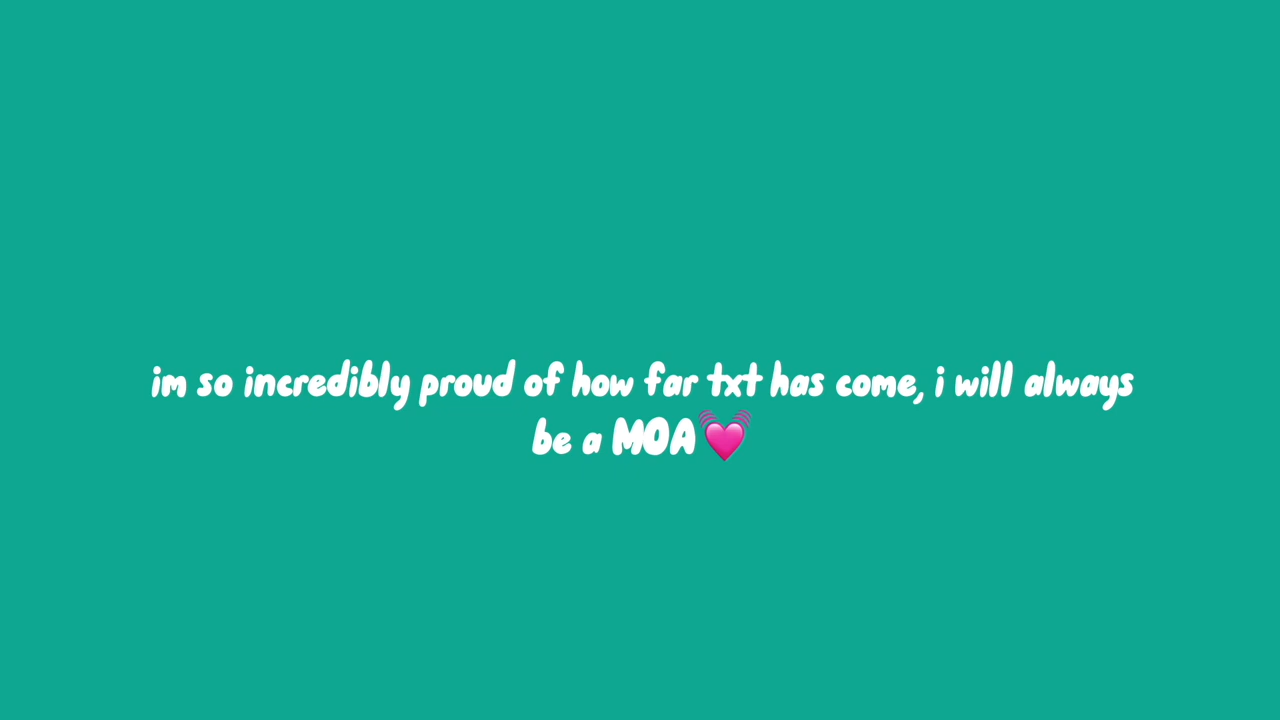 im so incredibly proud of how far txt has come, i will always
be a MOA💓